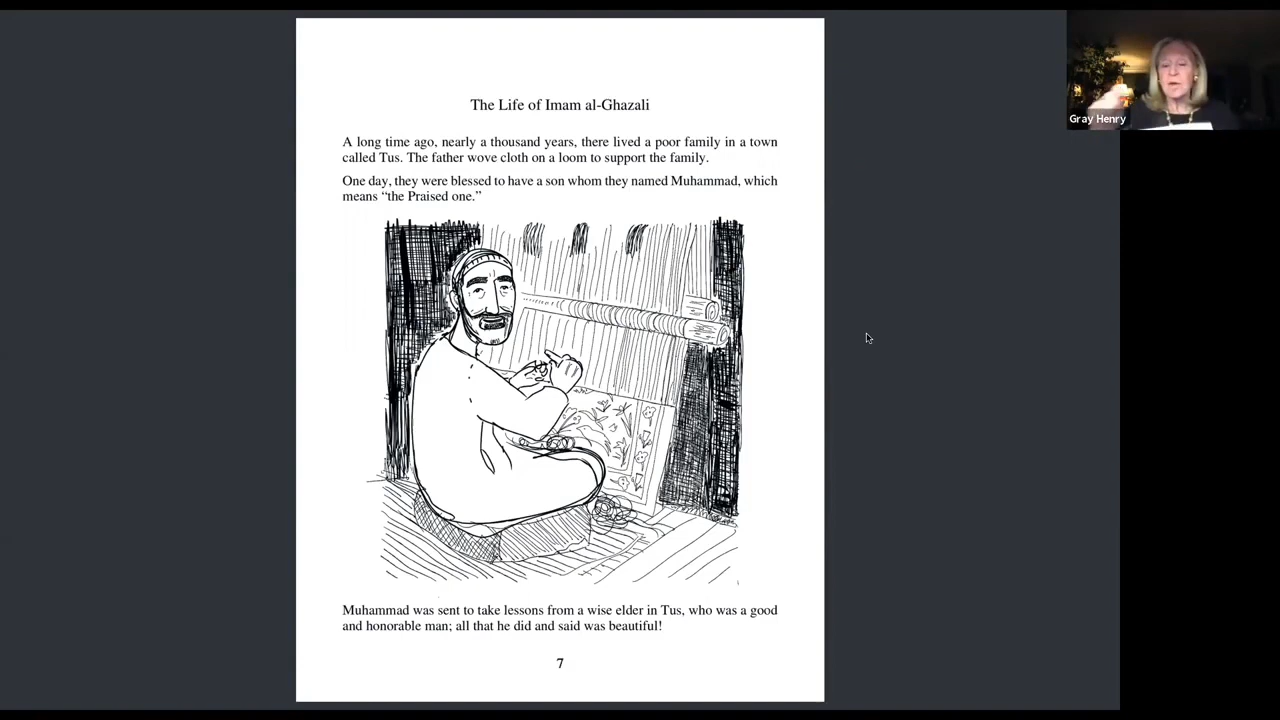 The Life of Imam al-Ghazali
A long time ago, nearly a thousand years, there lived a poor family in a town
called Tus. The father wove cloth on a loom to support the family.
One day, they were blessed to have a son whom they named Muhammad, which
means “the Praised one.”
Muhammad was sent to take lessons from a wise elder in Tus, who was a good
and honorable man; all that he did and said was beautiful!
7
Gray Henry